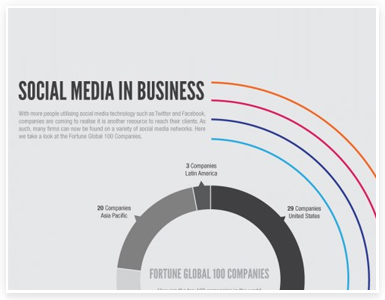 SOCIAL MEDIA IN BUSINESS
With more people utilising social media technology such as Twitter and Facebook,
companies are coming to realise it is another resource to reach their clients. As
such, many firms can now be found on a variety of social media networks. Here
we take a look at the Fortune Global 100 Companies.
3 Companies
Latin America
20 Companies
Asia Pacific
29 Companies
United States
FORTUNE GLOBAL 100 COMPANIES